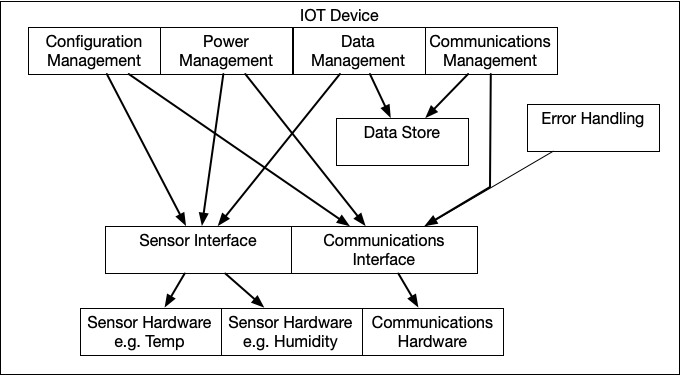 IOT Device
Configuration
Management
Power
Management
Data
Management
Communications
Management
Data Store
Error Handling
Sensor Interface
Communications
Interface
Sensor Hardware
e.g. Temp
Sensor Hardware
e.g. Humidity
Communications
Hardware